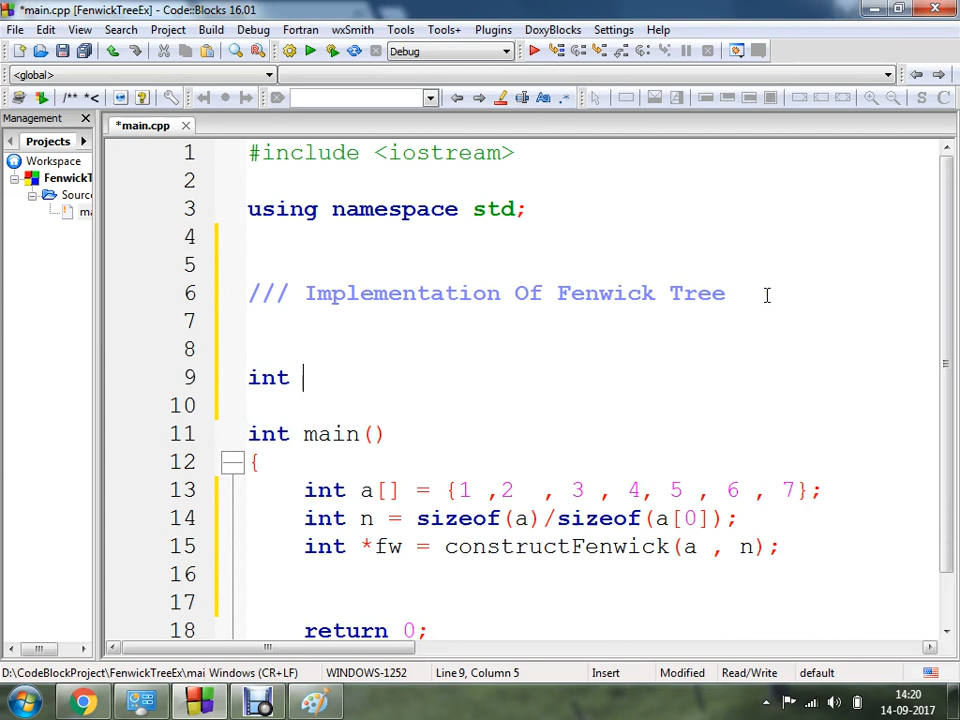 *main.cpp [FenwickTreeEx] - Code::Blocks 16.01
File Edit View Search Project Build Debug Fortran wxSmith Tools Tools+ Plugins DoxyBlocks Settings Help
Debug
<global>
/** *< S C
Management
*main.cpp
Projects
Workspace
FenwickT
Sourc
ma
1 #include <iostream>
2
3 using namespace std;
4
5
6 /// Implementation Of Fenwick Tree
7
8
9 int
10
11 int main()
12 {
13 int a[] = {1 ,2 , 3 , 4, 5 , 6 , 7};
14 int n = sizeof(a)/sizeof(a[0]);
15 int *fw = constructFenwick(a , n);
16
17
18 return 0;
D:\CodeBlockProject\FenwickTreeEx\mai Windows (CR+LF) WINDOWS-1252 Line 9, Column 5 Insert Modified Read/Write default
14:20
14-09-2017